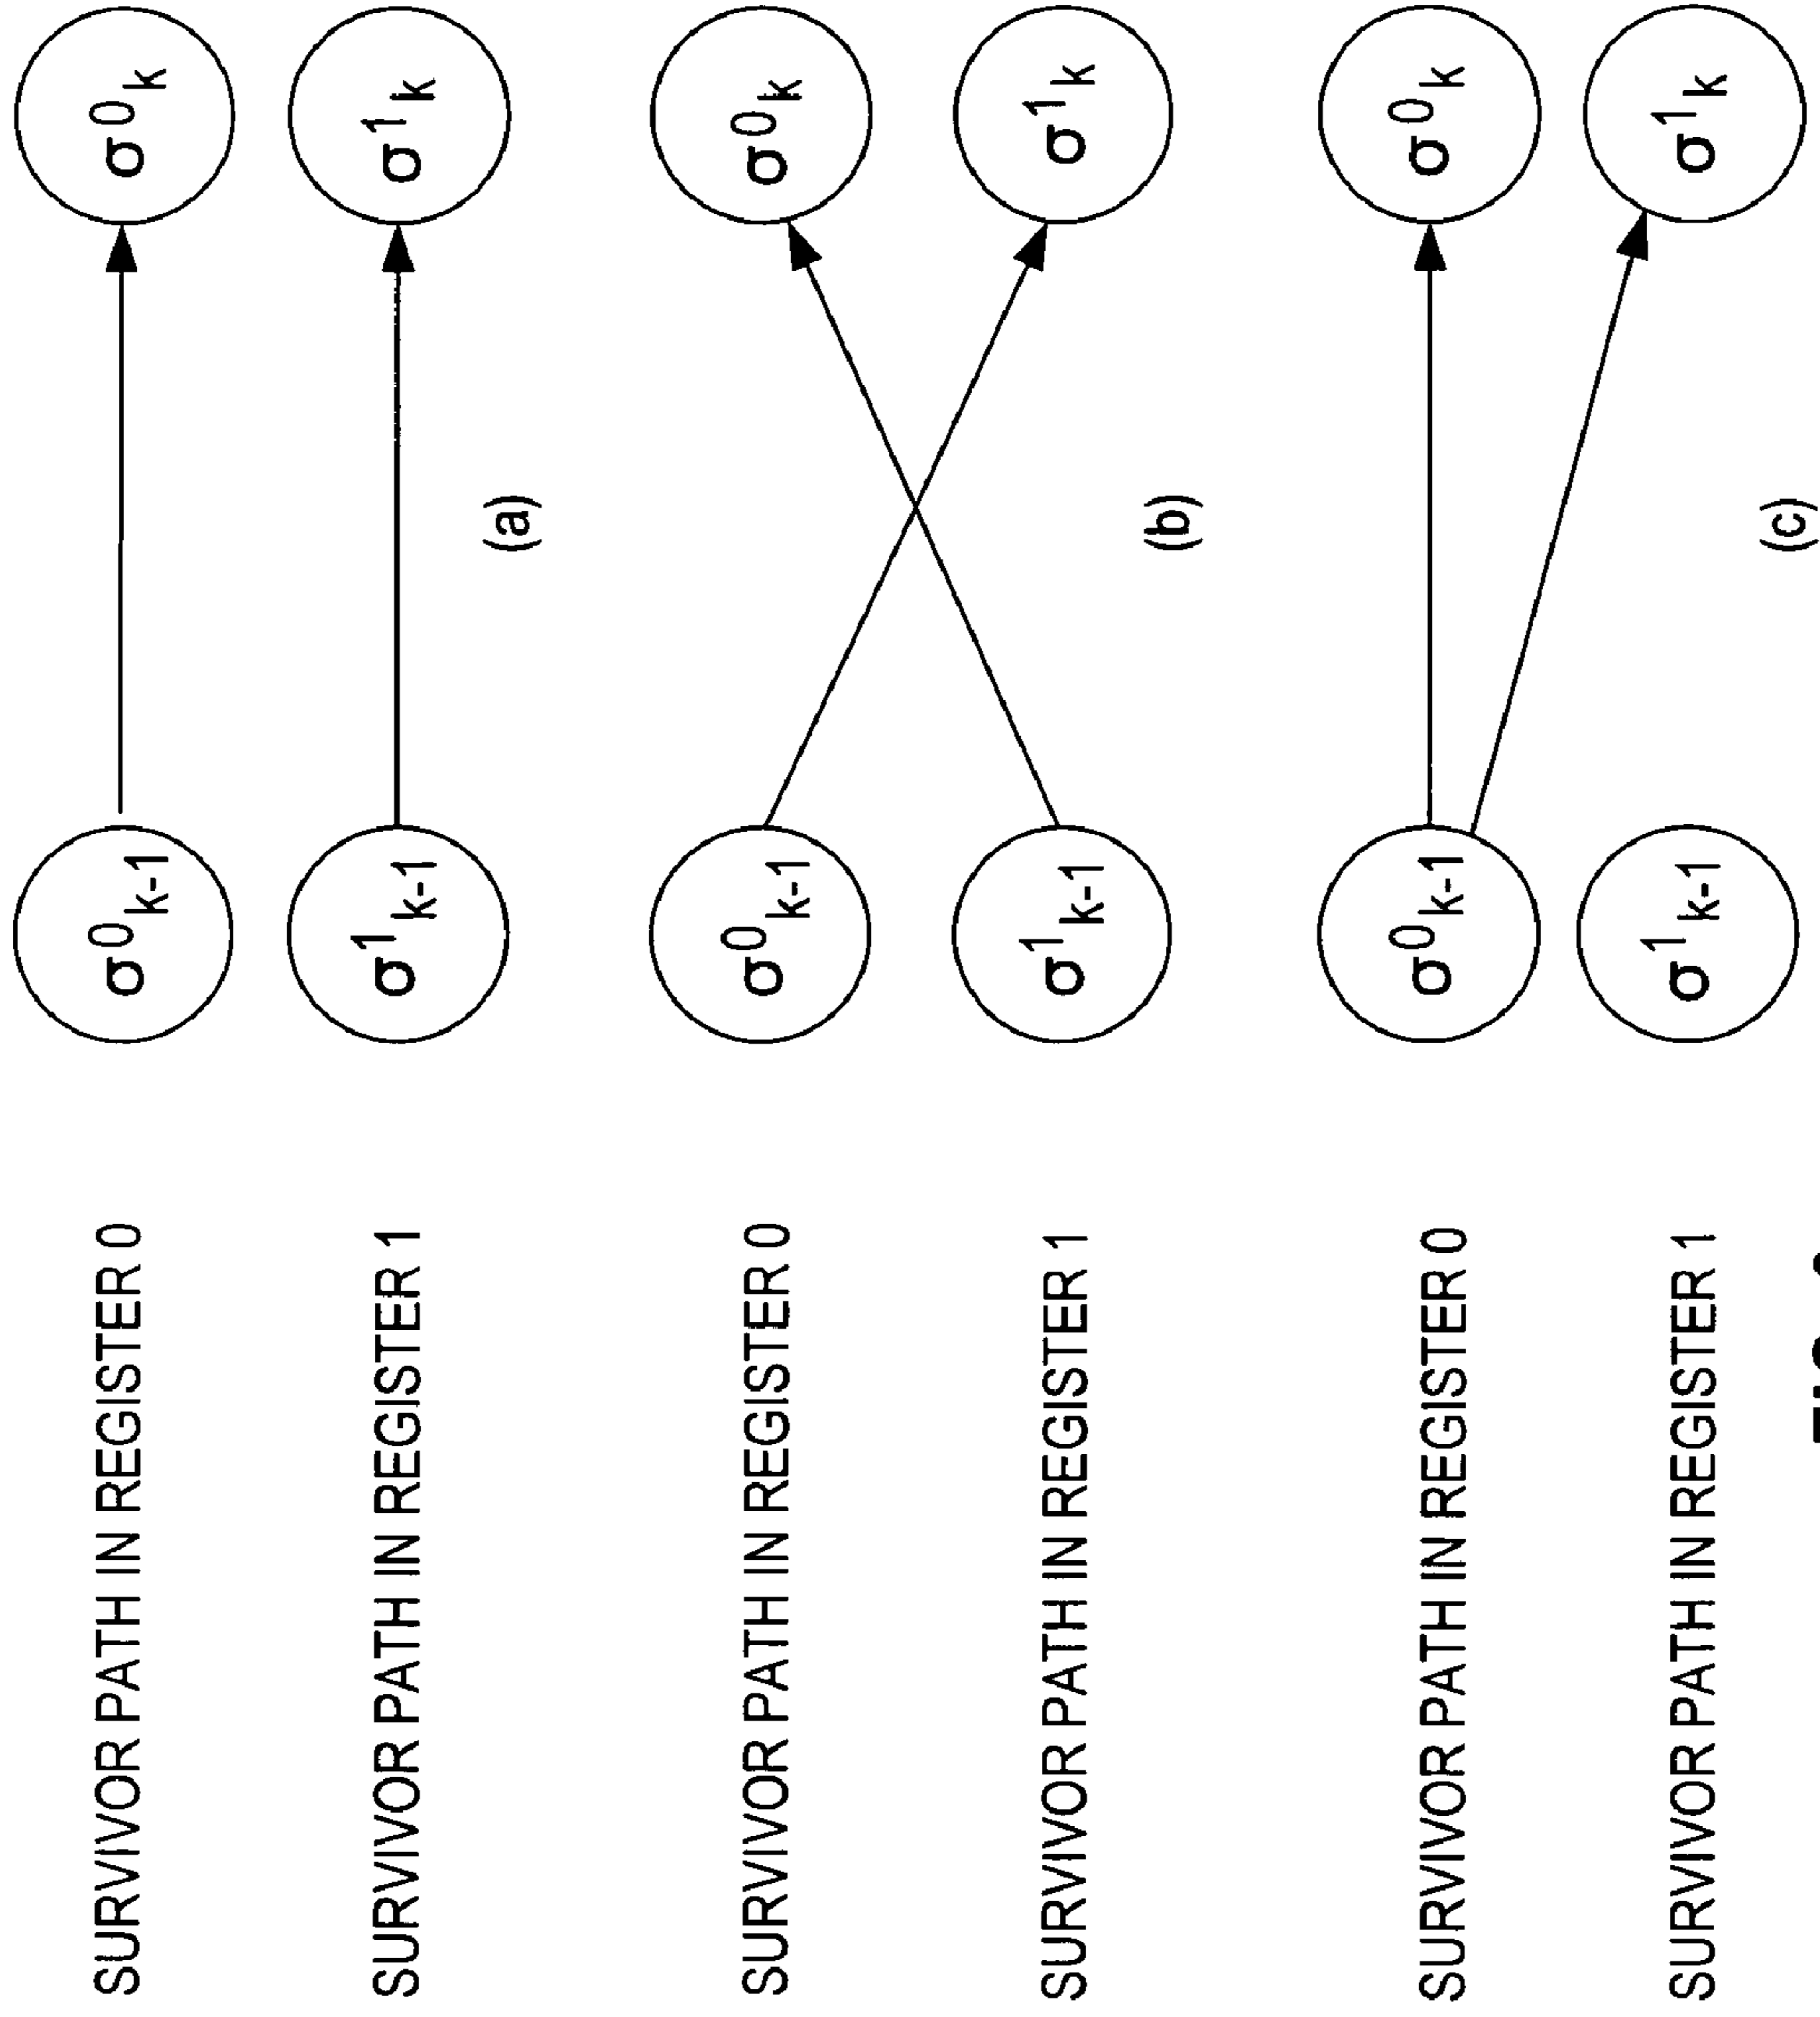 SURVIVOR PATH IN REGISTER 0 σ⁰ₖ₋₁ σ⁰ₖ
SURVIVOR PATH IN REGISTER 1 σ¹ₖ₋₁ σ¹ₖ
(a)
SURVIVOR PATH IN REGISTER 0 σ⁰ₖ₋₁ σ⁰ₖ
SURVIVOR PATH IN REGISTER 1 σ¹ₖ₋₁ σ¹ₖ
(b)
SURVIVOR PATH IN REGISTER 0 σ⁰ₖ₋₁ σ⁰ₖ
SURVIVOR PATH IN REGISTER 1 σ¹ₖ₋₁ σ¹ₖ
(c)